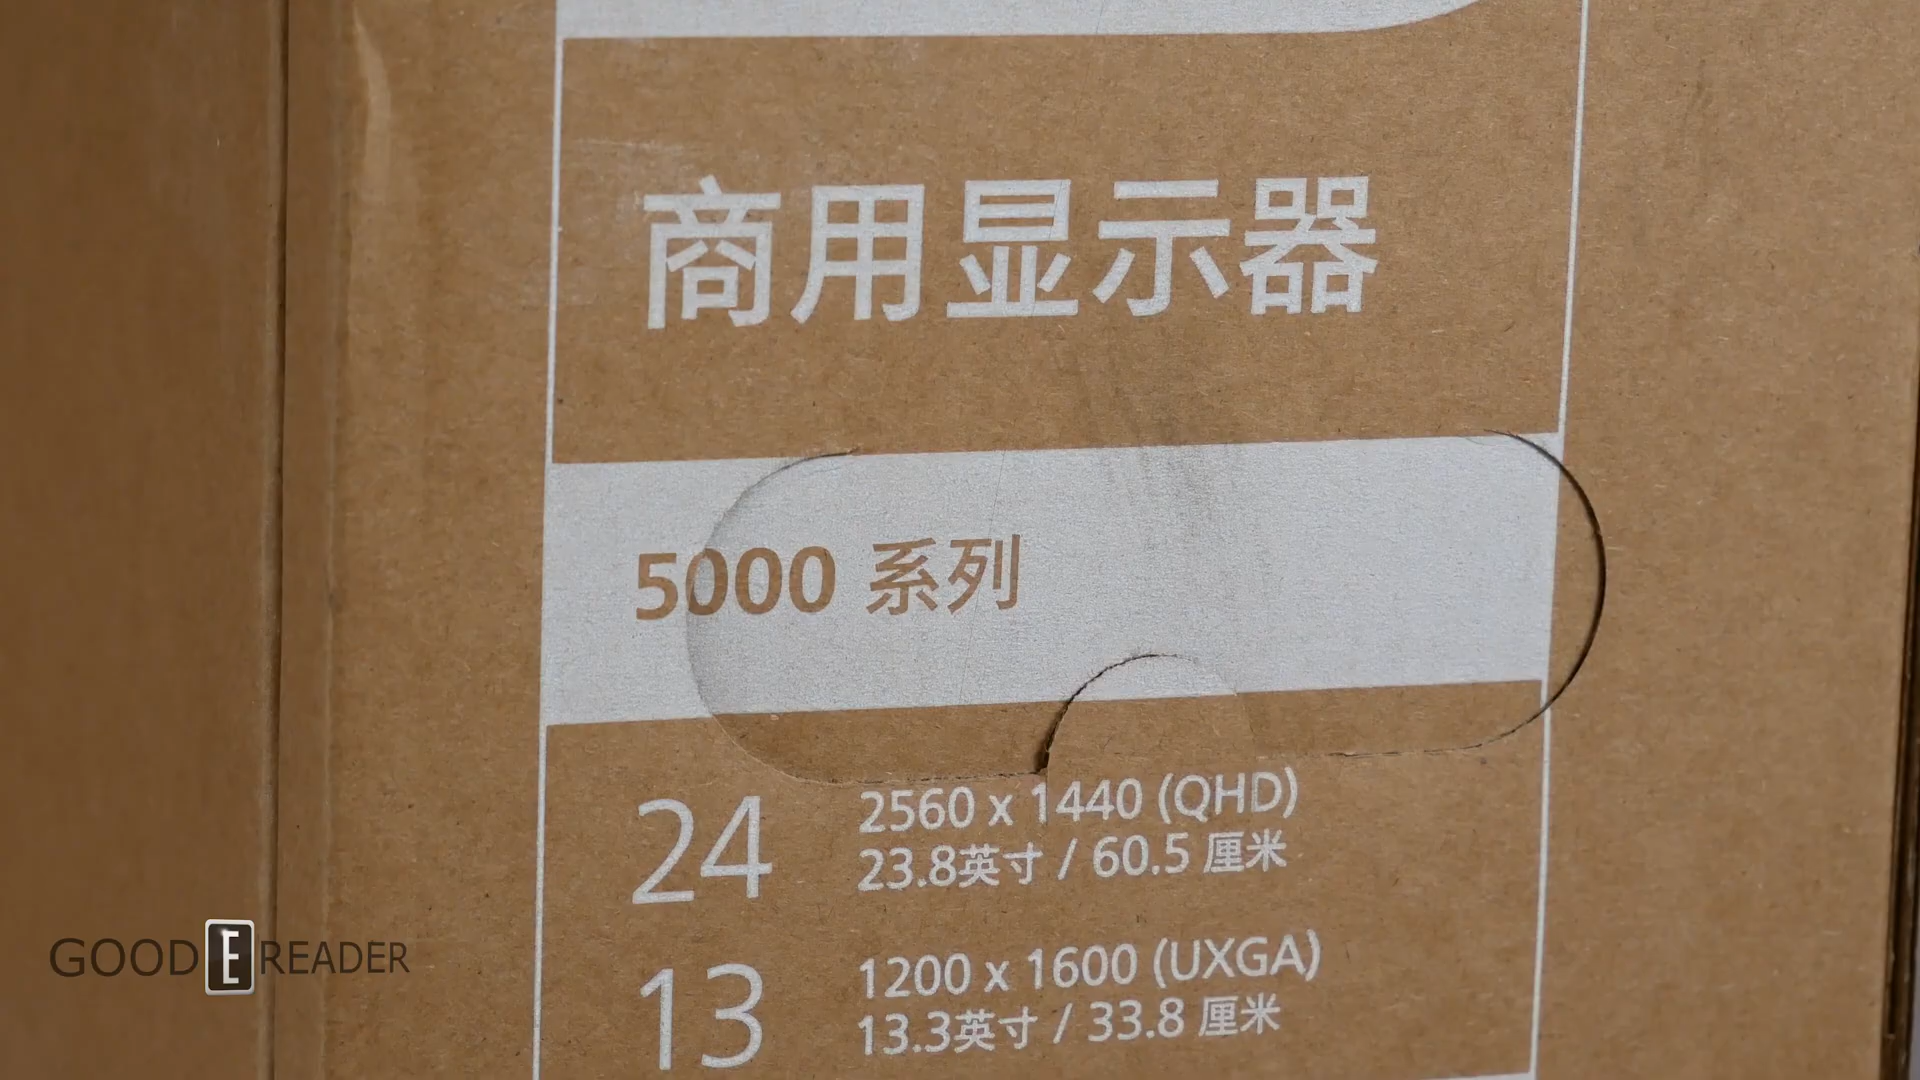 商用显示器
5000 系列
24
2560 x 1440 (QHD)
23.8英寸 / 60.5 厘米
13
1200 x 1600 (UXGA)
13.3英寸 / 33.8 厘米
GOOD E READER